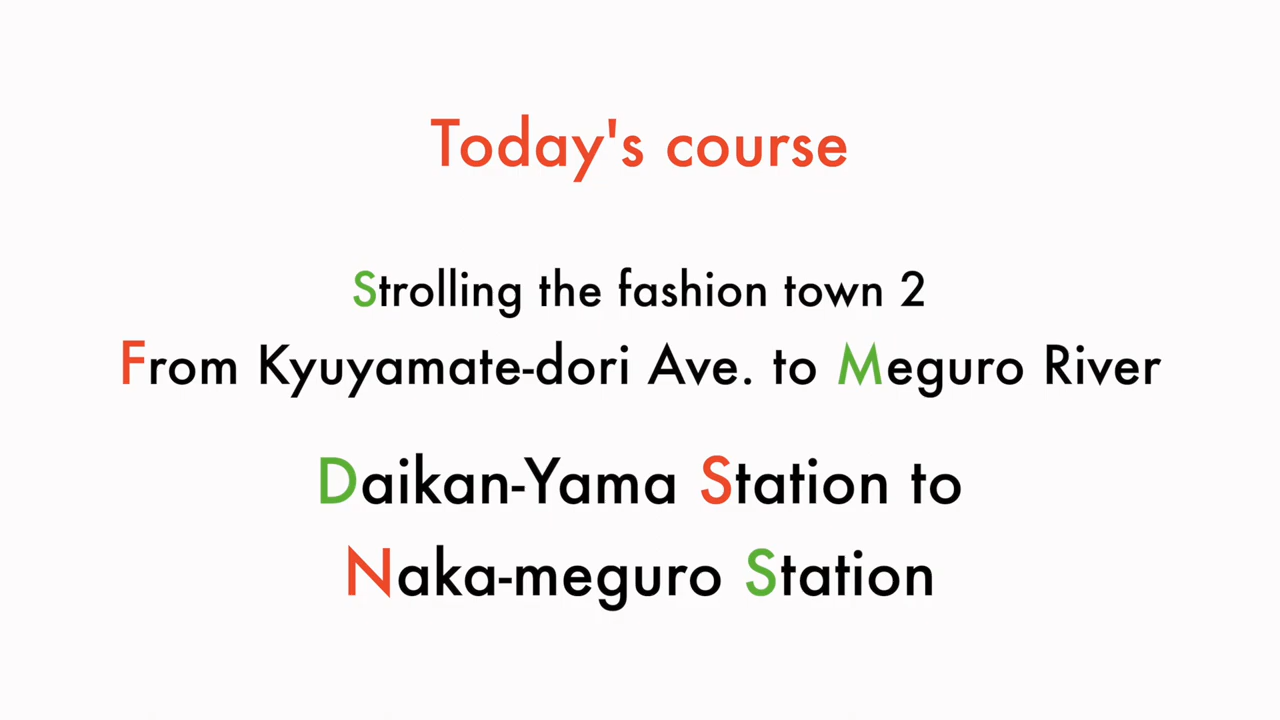 Today's course
Strolling the fashion town 2
From Kyuyamate-dori Ave. to Meguro River
Daikan-Yama Station to
Naka-meguro Station